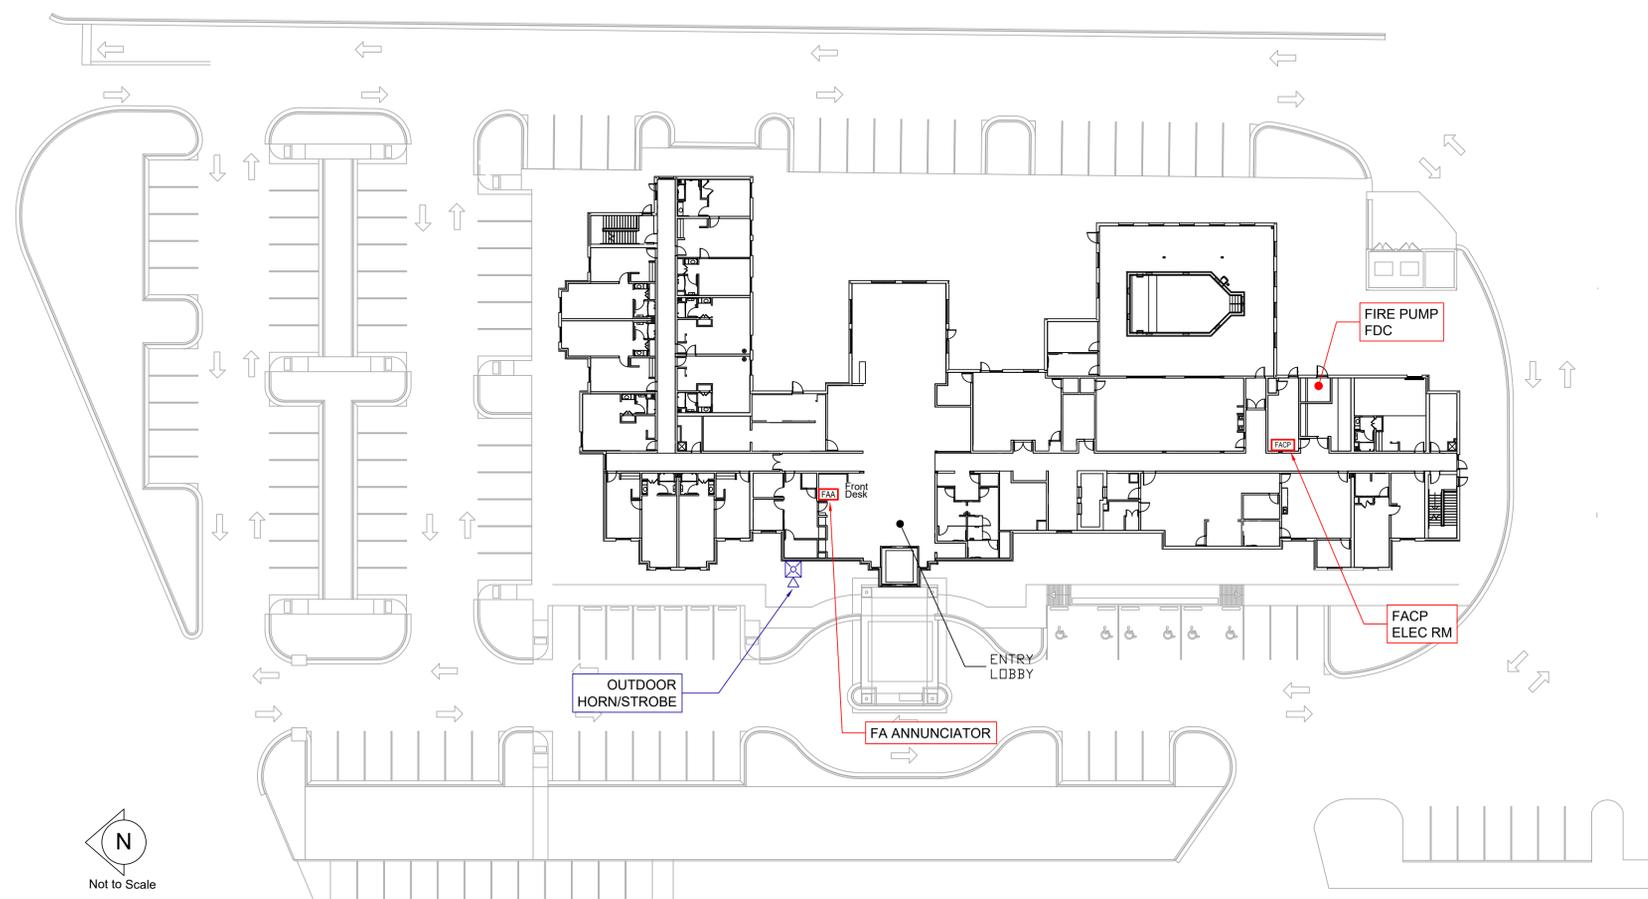 FIRE PUMP
FDC
FACP
FAA
Front
Desk
FACP
ELEC RM
ENTRY
LOBBY
OUTDOOR
HORN/STROBE
FA ANNUNCIATOR
N
Not to Scale